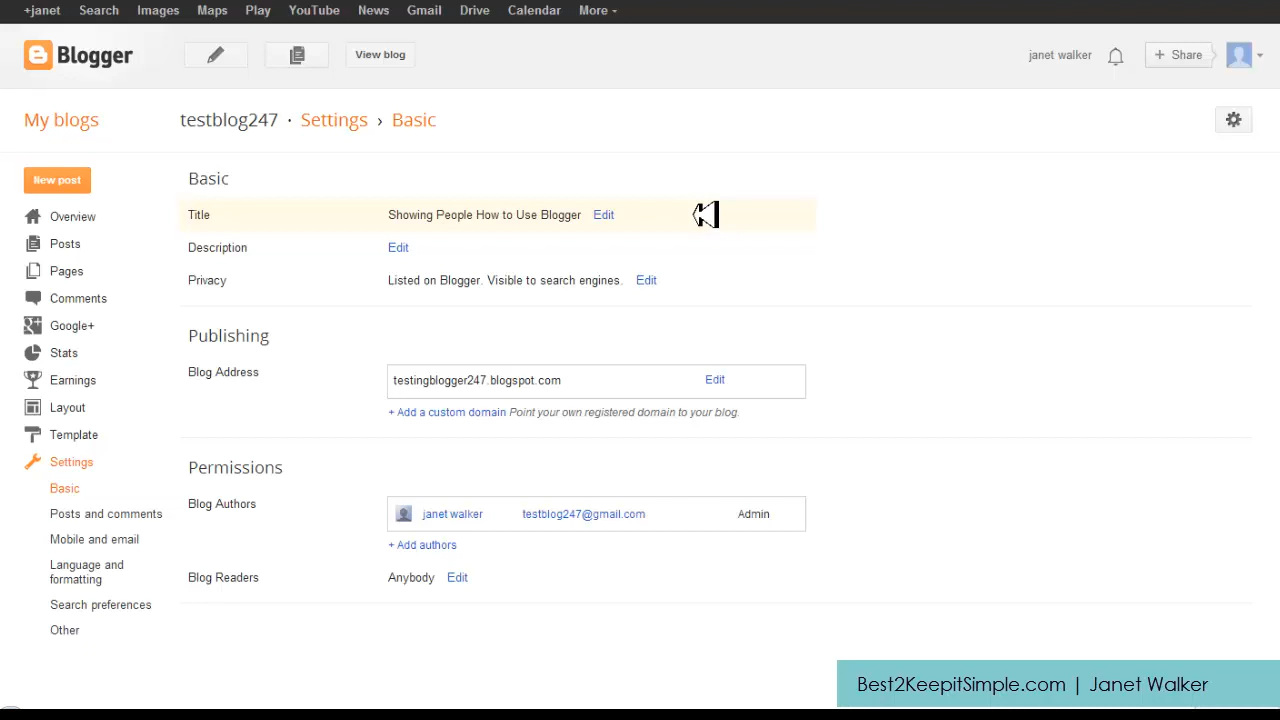 +janet Search Images Maps Play YouTube News Gmail Drive Calendar More
Blogger View blog janet walker + Share
My blogs testblog247 · Settings › Basic
New post
Overview
Posts
Pages
Comments
Google+
Stats
Earnings
Layout
Template
Settings
Basic
Posts and comments
Mobile and email
Language and
formatting
Search preferences
Other
Basic
Title Showing People How to Use Blogger Edit
Description Edit
Privacy Listed on Blogger. Visible to search engines. Edit
Publishing
Blog Address testingblogger247.blogspot.com Edit
+ Add a custom domain Point your own registered domain to your blog.
Permissions
Blog Authors janet walker testblog247@gmail.com Admin
+ Add authors
Blog Readers Anybody Edit
Best2KeepitSimple.com | Janet Walker